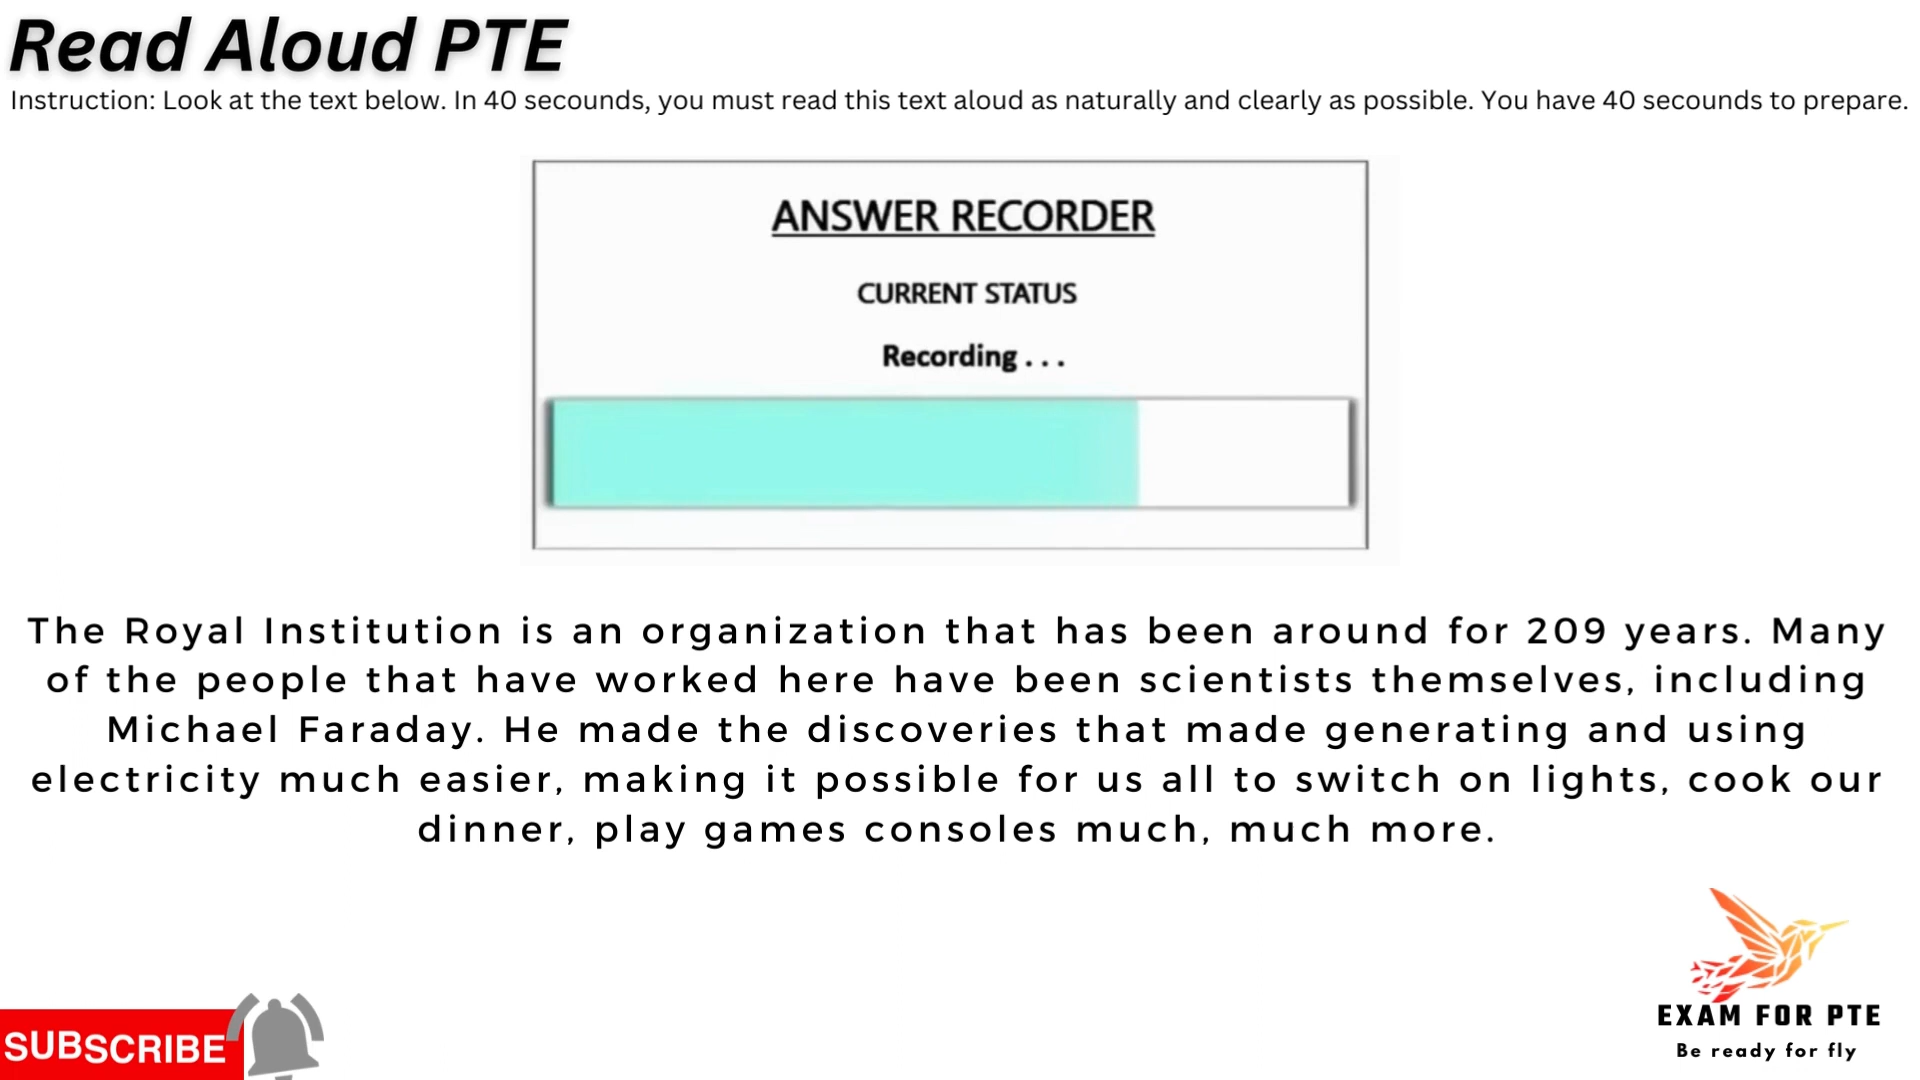 Read Aloud PTE
Instruction: Look at the text below. In 40 secounds, you must read this text aloud as naturally and clearly as possible. You have 40 secounds to prepare.
ANSWER RECORDER
CURRENT STATUS
Recording . . .
The Royal Institution is an organization that has been around for 209 years. Many
of the people that have worked here have been scientists themselves, including
Michael Faraday. He made the discoveries that made generating and using
electricity much easier, making it possible for us all to switch on lights, cook our
dinner, play games consoles much, much more.
SUBSCRIBE
EXAM FOR PTE
Be ready for fly